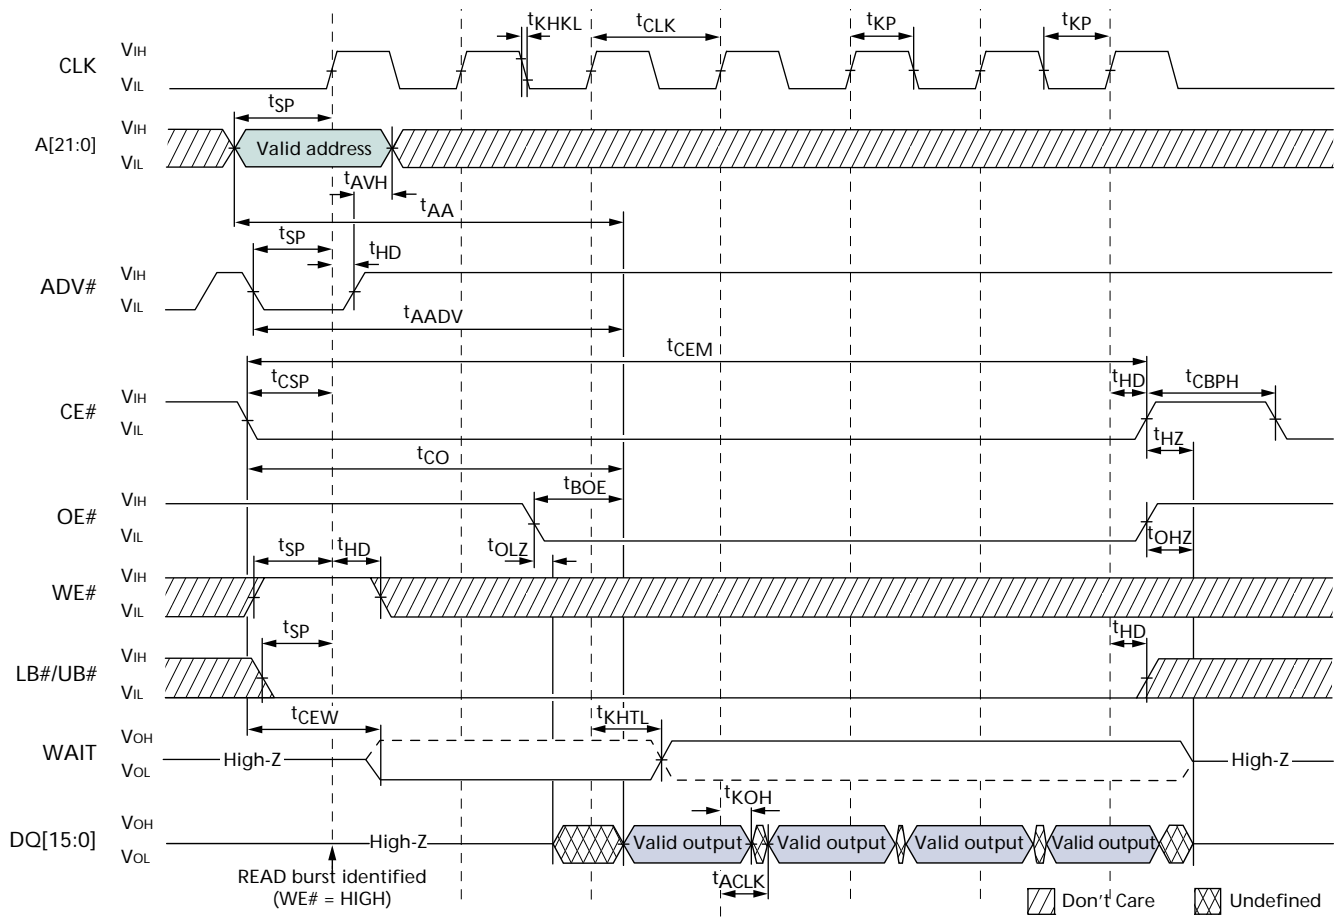 tKHKL tCLK tKP tKP
CLK VIH
VIL
tSP
A[21:0] VIH
VIL
Valid address
tAVH
tAA
tSP tHD
ADV# VIH
VIL
tAADV
tCEM
tCSP tHD tCBPH
CE# VIH
VIL
tHZ
tCO
tBOE
OE# VIH
VIL
tOLZ tOHZ
tSP tHD
WE# VIH
VIL
tSP tHD
LB#/UB# VIH
VIL
tCEW tKHTL
WAIT VOH
VOL
High-Z High-Z
tKOH
DQ[15:0] VOH
VOL
High-Z Valid output Valid output Valid output Valid output
tACLK
READ burst identified
(WE# = HIGH)
Don't Care Undefined